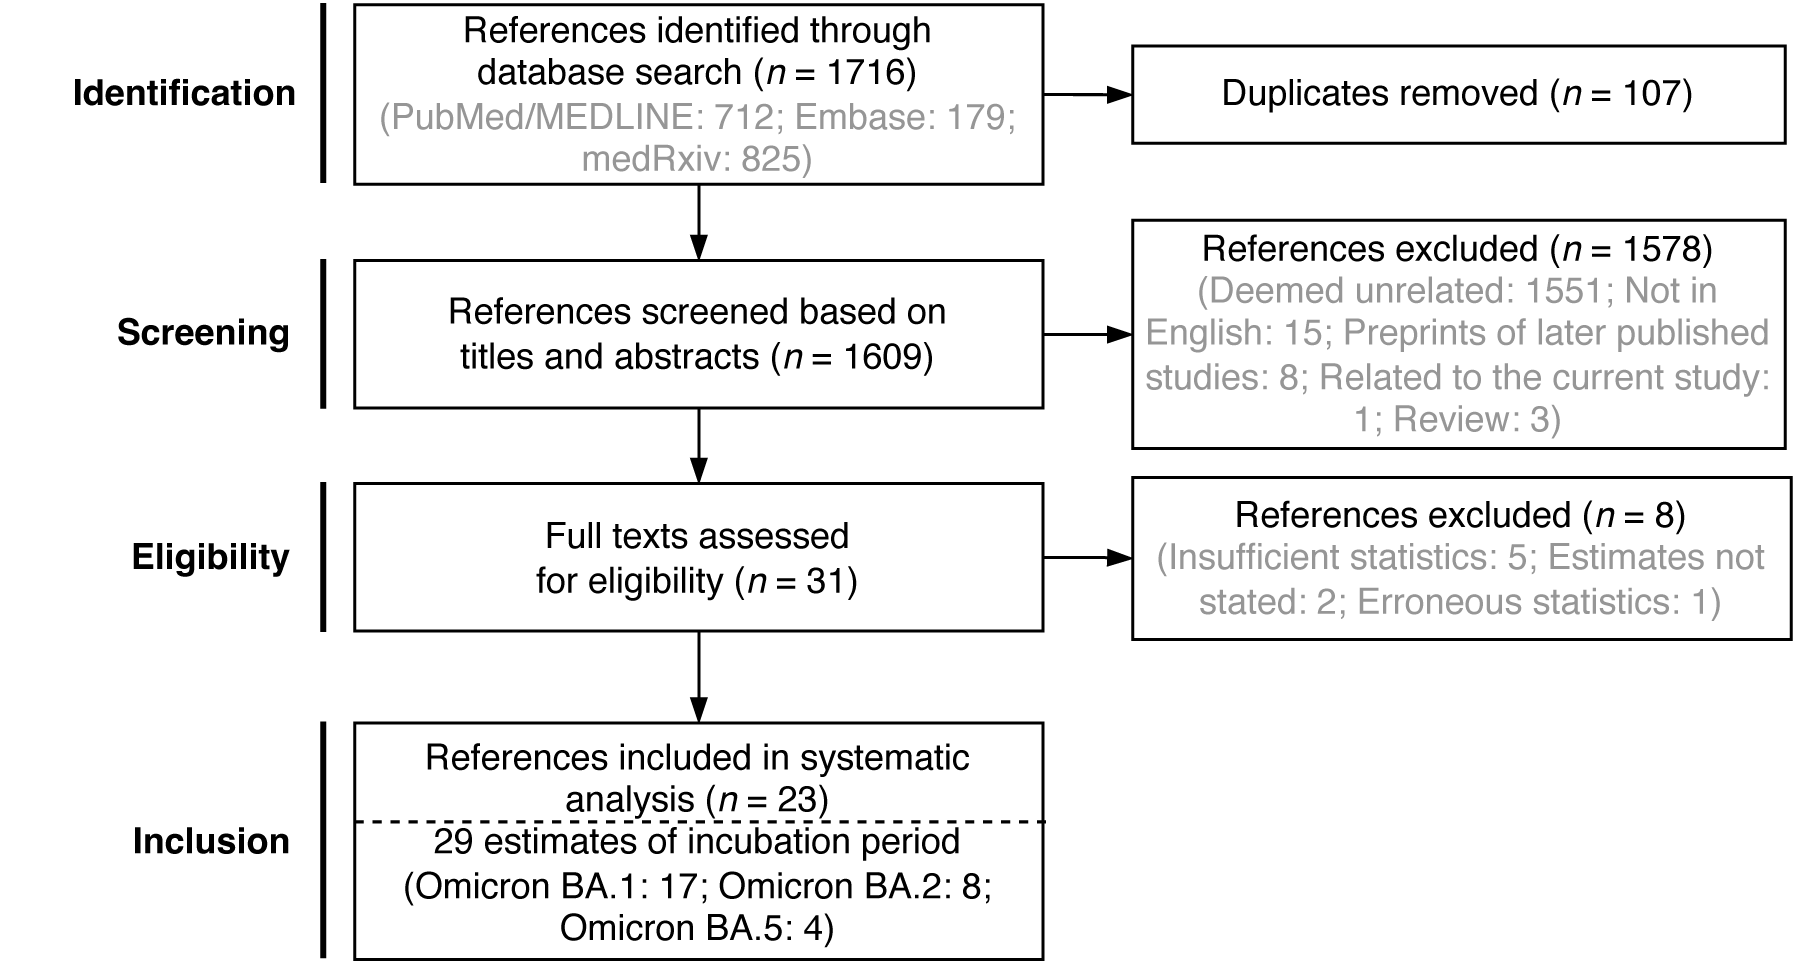 Identification
References identified through
database search (n = 1716)
(PubMed/MEDLINE: 712; Embase: 179;
medRxiv: 825)
Duplicates removed (n = 107)
Screening
References screened based on
titles and abstracts (n = 1609)
References excluded (n = 1578)
(Deemed unrelated: 1551; Not in
English: 15; Preprints of later published
studies: 8; Related to the current study:
1; Review: 3)
Eligibility
Full texts assessed
for eligibility (n = 31)
References excluded (n = 8)
(Insufficient statistics: 5; Estimates not
stated: 2; Erroneous statistics: 1)
Inclusion
References included in systematic
analysis (n = 23)
29 estimates of incubation period
(Omicron BA.1: 17; Omicron BA.2: 8;
Omicron BA.5: 4)